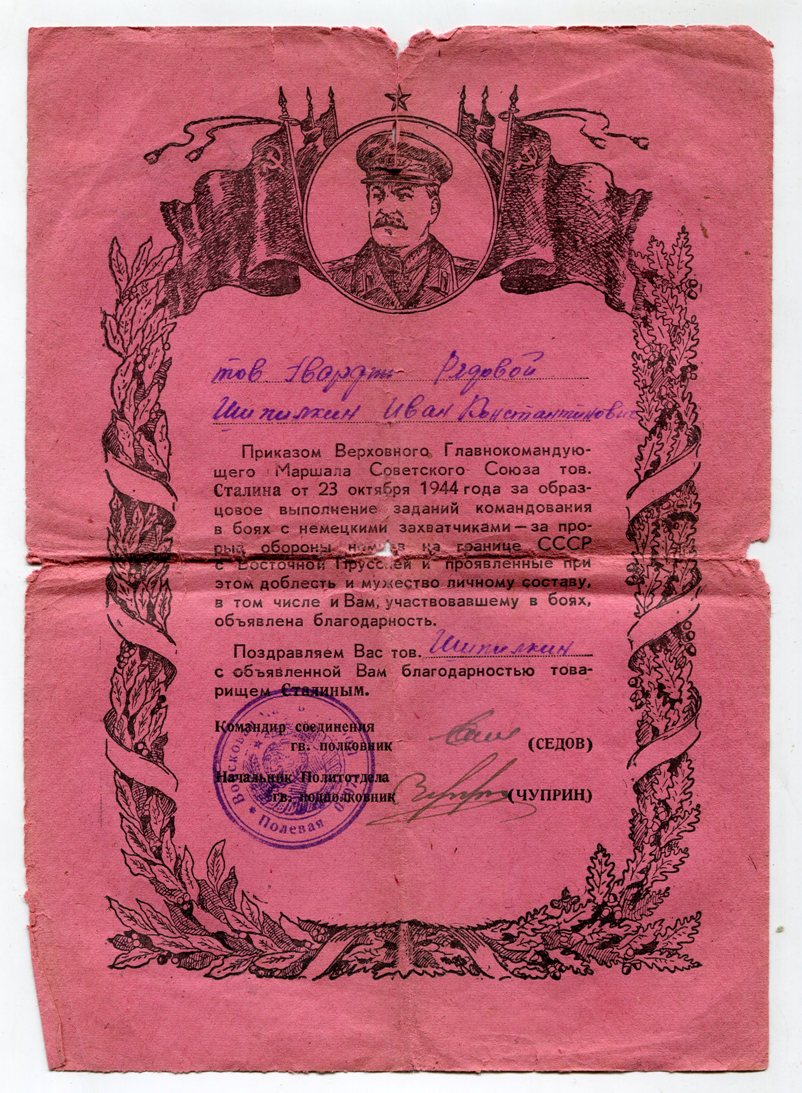 тов Гвардии Рядовой
Шипилкин Иван Константинович
Приказом Верховного Главнокомандую-
щего Маршала Советского Союза тов.
Сталина от 23 октября 1944 года за образ-
цовое выполнение заданий командования
в боях с немецкими захватчиками — за про-
рыв обороны немцев на границе СССР
с Восточной Пруссией и проявленные при
этом доблесть и мужество личному составу,
в том числе и Вам, участвовавшему в боях,
объявлена благодарность.
Поздравляем Вас тов. Шипилкин
с объявленной Вам благодарностью това-
рищем Сталиным.
Командир соединения
гв. полковник (СЕДОВ)
Начальник Политотдела
гв. подполковник (ЧУПРИН)
Полевая